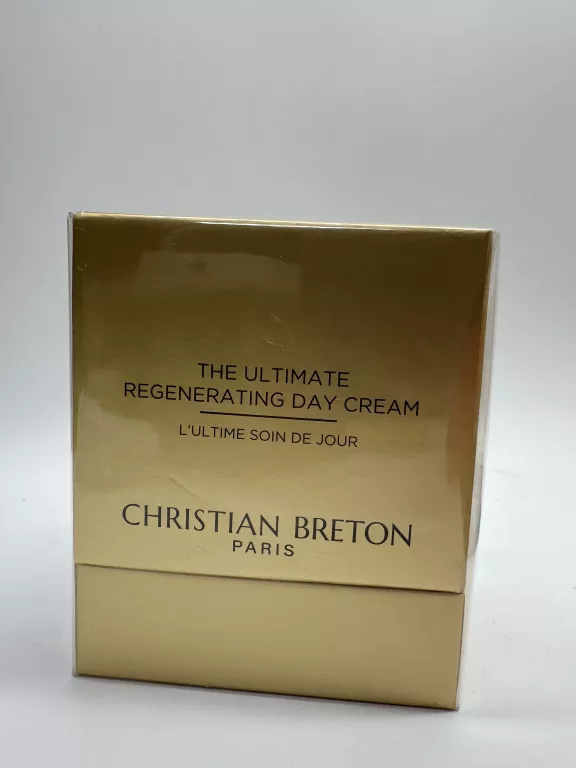 THE ULTIMATE
REGENERATING DAY CREAM
L'ULTIME SOIN DE JOUR
CHRISTIAN BRETON
PARIS